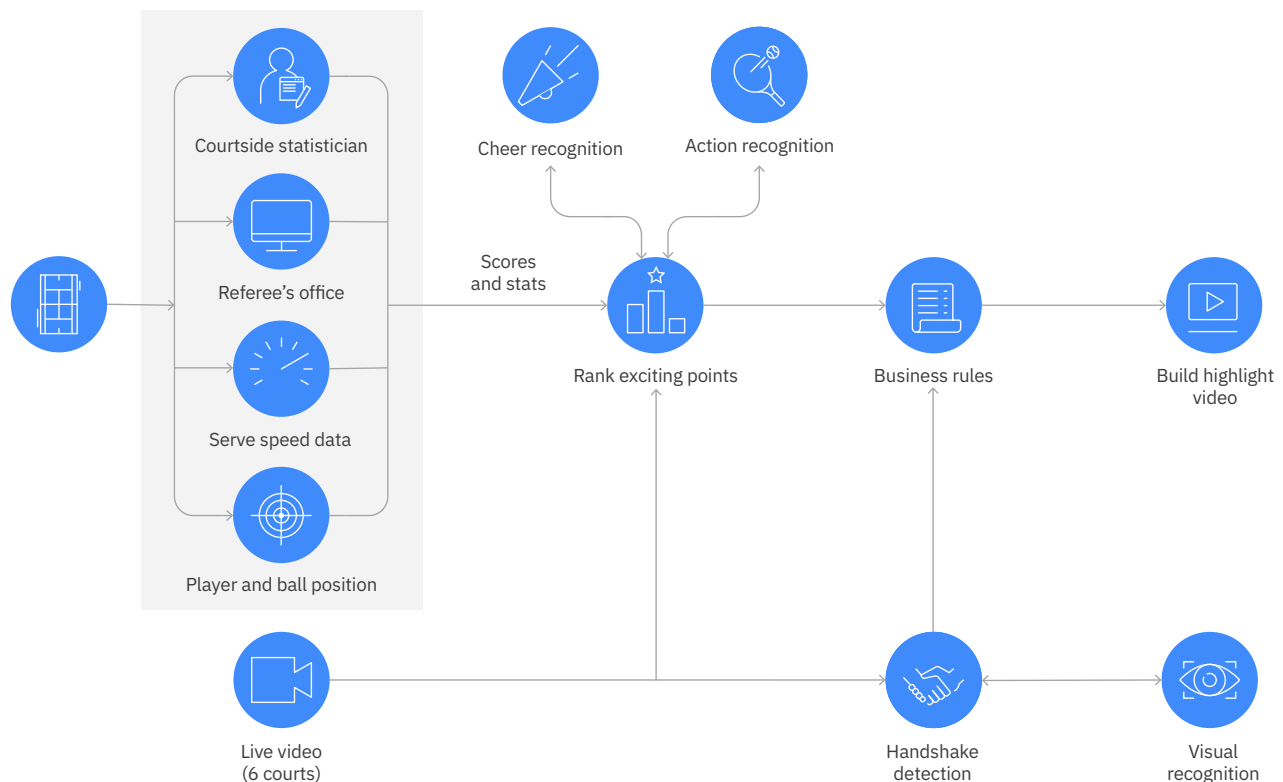 Courtside statistician
Referee’s office
Serve speed data
Player and ball position
Cheer recognition
Action recognition
Scores
and stats
Rank exciting points
Business rules
Build highlight
video
Live video
(6 courts)
Handshake
detection
Visual
recognition